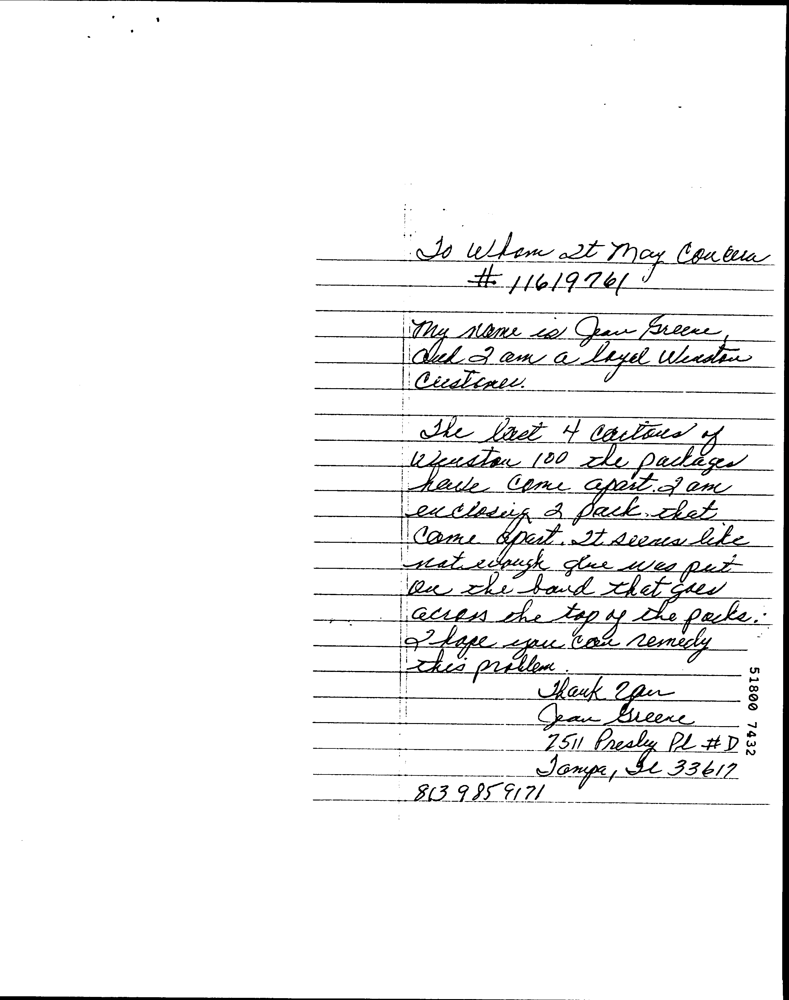 To Whom It May Concern
# 11619761
My name is Jean Greene,
and I am a loyel Winston
Customer.
The last 4 cartons of
Winston 100 the packages
have come apart. I am
enclosing 2 pack that
came apart. It seems like
not enough glue was put
on the band that goes
across the top of the packs.
I hope you can remedy
this problem.
Thank You
Jean Greene
7511 Presley Pl #D
Tampa, Fl 33617
813 985 9171
51800 7432